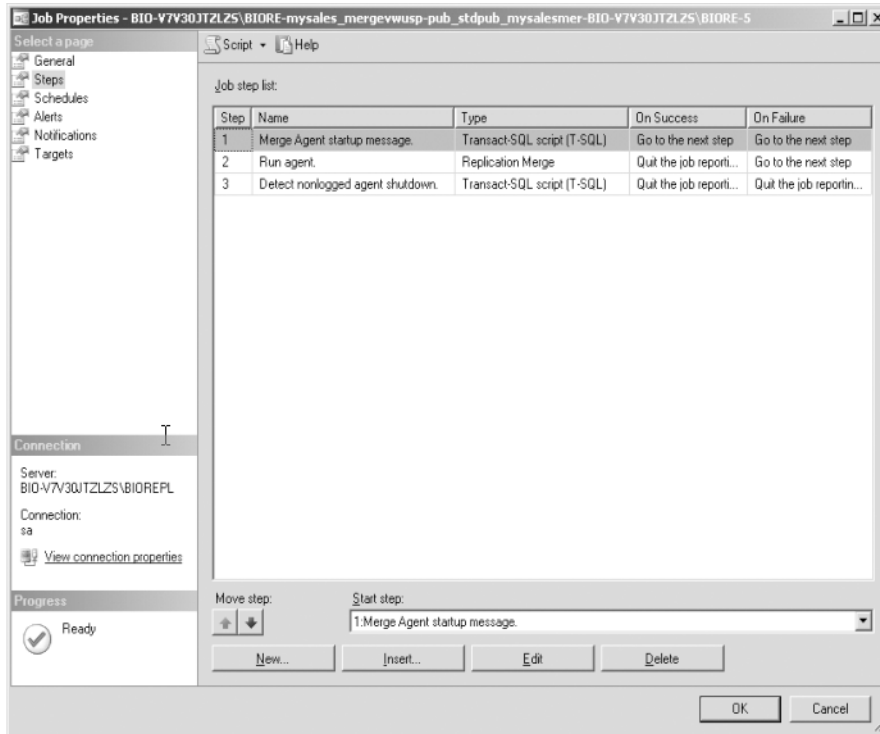 Job Properties - BIO-V7V30JTZLZS\BIORE-mysales_mergevwusp-pub_stdpub_mysalesmer-BIO-V7V30JTZLZS\BIORE-5
Select a page
General
Steps
Schedules
Alerts
Notifications
Targets
Script Help
Job step list:
Step Name Type On Success On Failure
1 Merge Agent startup message. Transact-SQL script (T-SQL) Go to the next step Go to the next step
2 Run agent. Replication Merge Quit the job reporti... Go to the next step
3 Detect nonlogged agent shutdown. Transact-SQL script (T-SQL) Quit the job reporti... Quit the job reportin...
Connection
Server:
BIO-V7V30JTZLZS\BIOREPL
Connection:
sa
View connection properties
Progress
Ready
Move step: Start step:
1:Merge Agent startup message.
New... Insert... Edit Delete
OK Cancel